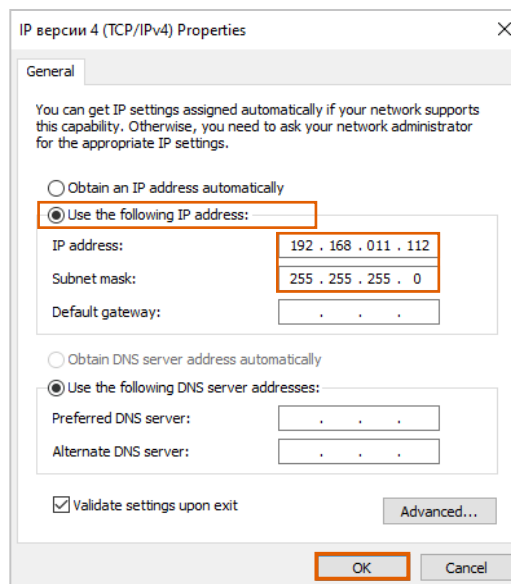 IP версии 4 (TCP/IPv4) Properties
General
You can get IP settings assigned automatically if your network supports
this capability. Otherwise, you need to ask your network administrator
for the appropriate IP settings.
Obtain an IP address automatically
Use the following IP address:
IP address: 192 . 168 . 011 . 112
Subnet mask: 255 . 255 . 255 . 0
Default gateway: . . .
Obtain DNS server address automatically
Use the following DNS server addresses:
Preferred DNS server: . . .
Alternate DNS server: . . .
Validate settings upon exit
Advanced...
OK Cancel